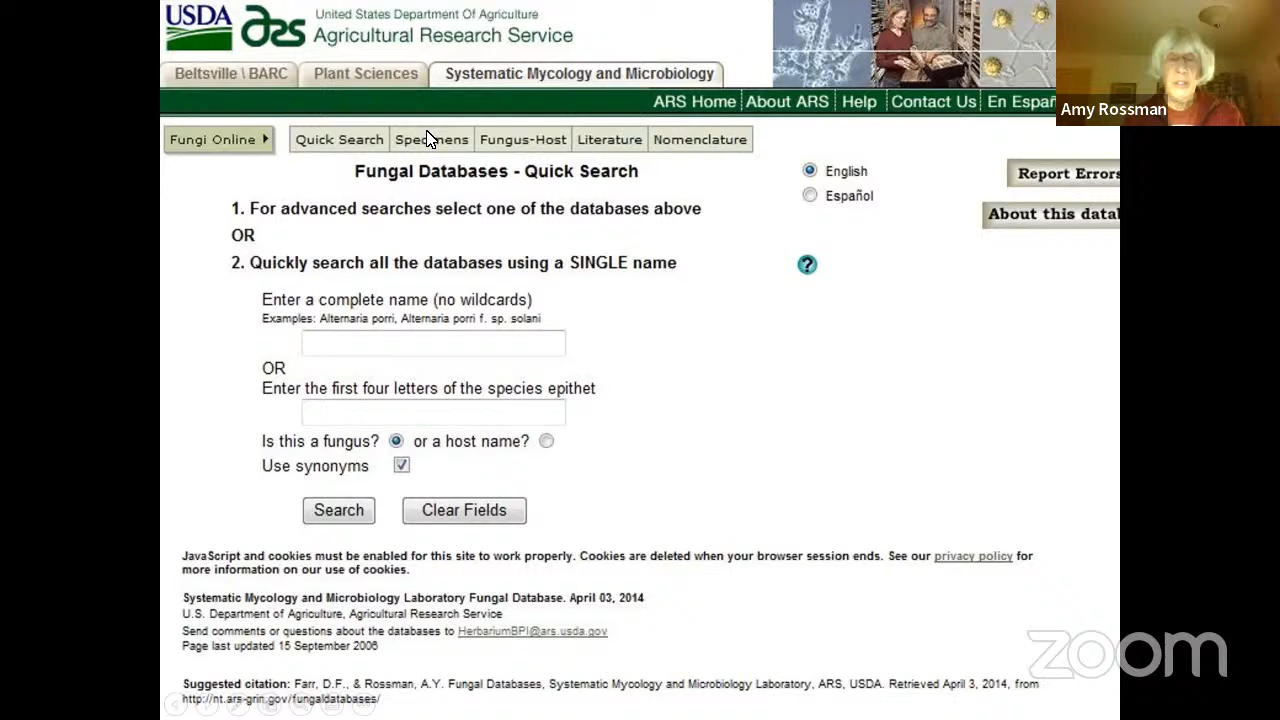 USDA
ars
United States Department Of Agriculture
Agricultural Research Service
Beltsville \ BARC
Plant Sciences
Systematic Mycology and Microbiology
ARS Home
About ARS
Help
Contact Us
En Españ
Amy Rossman
Fungi Online
Quick Search
Specimens
Fungus-Host
Literature
Nomenclature
Fungal Databases - Quick Search
English
Español
Report Errors
About this data
1. For advanced searches select one of the databases above
OR
2. Quickly search all the databases using a SINGLE name
?
Enter a complete name (no wildcards)
Examples: Alternaria porri, Alternaria porri f. sp. solani
OR
Enter the first four letters of the species epithet
Is this a fungus? or a host name?
Use synonyms
Search
Clear Fields
JavaScript and cookies must be enabled for this site to work properly. Cookies are deleted when your browser session ends. See our privacy policy for
more information on our use of cookies.
Systematic Mycology and Microbiology Laboratory Fungal Database. April 03, 2014
U.S. Department of Agriculture, Agricultural Research Service
Send comments or questions about the databases to HerbariumBPI@ars.usda.gov
Page last updated 15 September 2006
zoom
Suggested citation: Farr, D.F., & Rossman, A.Y. Fungal Databases, Systematic Mycology and Microbiology Laboratory, ARS, USDA. Retrieved April 3, 2014, from
http://nt.ars-grin.gov/fungaldatabases/